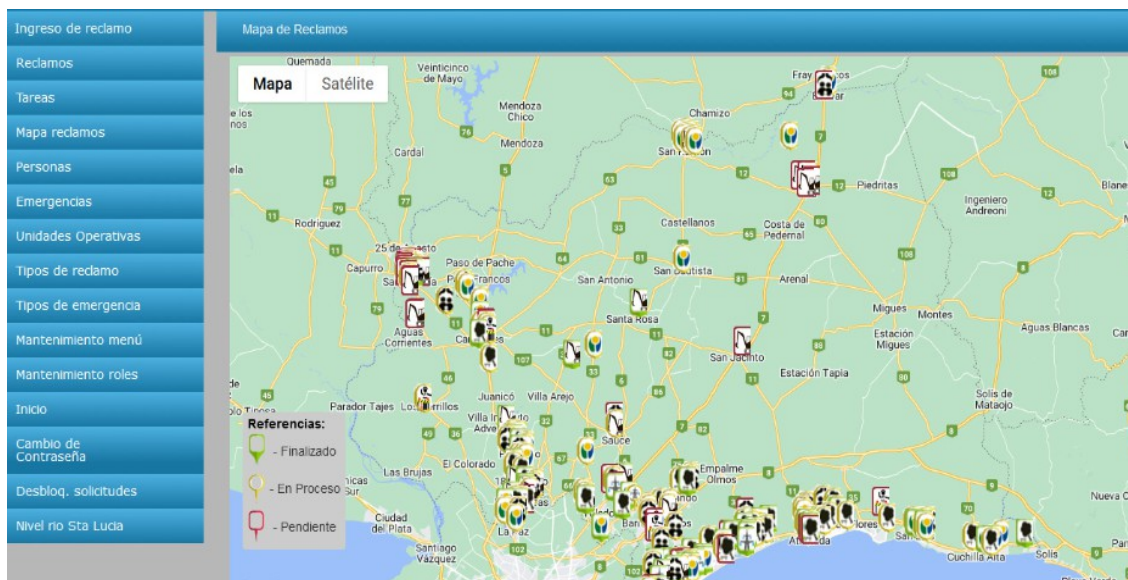 Ingreso de reclamo
Reclamos
Tareas
Mapa reclamos
Personas
Emergencias
Unidades Operativas
Tipos de reclamo
Tipos de emergencia
Mantenimiento menú
Mantenimiento roles
Inicio
Cambio de
Contraseña
Desbloq. solicitudes
Nivel rio Sta Lucia
Mapa de Reclamos
Mapa Satélite
Quemada
Veinticinco
de Mayo
Mendoza
Chico
Mendoza
Chamizo
Cardal
Piedritas
Ingeniero
Andreoni
Rodriguez
Castellanos
Costa de
Pedernal
Capurro
Paso de Pache
San Antonio
Arenal
Santa Rosa
Migues
Montes
Estación
Migues
Aguas Blancas
Aguas
Corrientes
San Jacinto
Estación Tapia
Solis de
Mataojo
Juanicó
Villa Arejo
Parador Tajes
Sauce
El Colorado
Las Brujas
Empalme
Olmos
Ciudad
del Plata
La Paz
Santiago
Vázquez
Cuchilla Alta
Solís
Nueva
Referencias:
- Finalizado
- En Proceso
- Pendiente